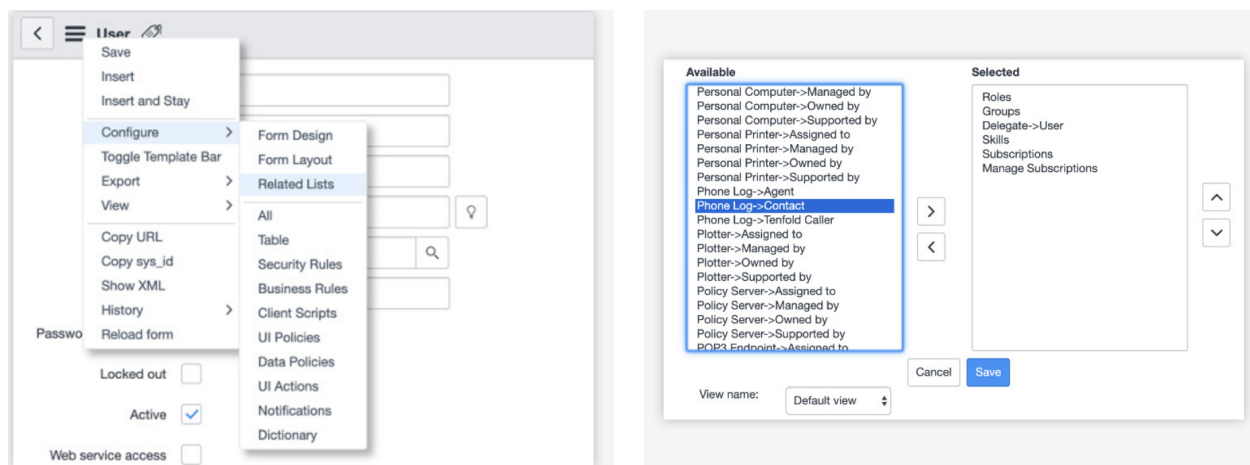 User
Save
Insert
Insert and Stay
Configure
Toggle Template Bar
Export
View
Copy URL
Copy sys_id
Show XML
History
Reload form
Form Design
Form Layout
Related Lists
All
Table
Security Rules
Business Rules
Client Scripts
UI Policies
Data Policies
UI Actions
Notifications
Dictionary
Passwo
Locked out
Active
Web service access
Available
Personal Computer->Managed by
Personal Computer->Owned by
Personal Computer->Supported by
Personal Printer->Assigned to
Personal Printer->Managed by
Personal Printer->Owned by
Personal Printer->Supported by
Phone Log->Agent
Phone Log->Contact
Phone Log->Tenfold Caller
Plotter->Assigned to
Plotter->Managed by
Plotter->Owned by
Plotter->Supported by
Policy Server->Assigned to
Policy Server->Managed by
Policy Server->Owned by
Policy Server->Supported by
POP3 Endpoint->Assigned to
Selected
Roles
Groups
Delegate->User
Skills
Subscriptions
Manage Subscriptions
Cancel
Save
View name:
Default view